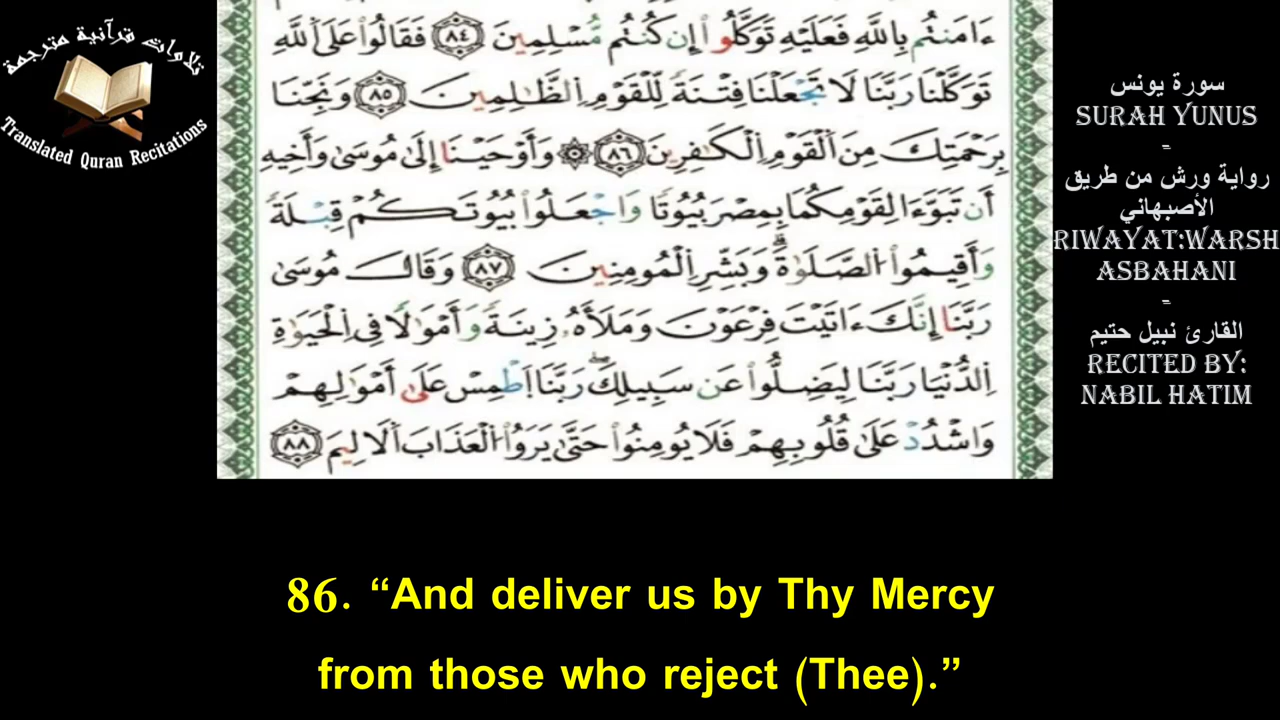 تلاوات قرآنية مترجمة
Translated Quran Recitations
ءَامَنتُم بِاللَّهِ فَعَلَيْهِ تَوَكَّلُوا إِن كُنتُم مُّسْلِمِينَ ٨٤ فَقَالُوا عَلَى اللَّهِ
تَوَكَّلْنَا رَبَّنَا لَا تَجْعَلْنَا فِتْنَةً لِّلْقَوْمِ الظَّالِمِينَ ٨٥ وَنَجِّنَا
بِرَحْمَتِكَ مِنَ الْقَوْمِ الْكَافِرِينَ ٨٦ ۞ وَأَوْحَيْنَا إِلَى مُوسَى وَأَخِيهِ
أَن تَبَوَّءَا لِقَوْمِكُمَا بِمِصْرَ بُيُوتًا وَاجْعَلُوا بُيُوتَكُمْ قِبْلَةً
وَأَقِيمُوا الصَّلَوٰةَ وَبَشِّرِ الْمُومِنِينَ ٨٧ وَقَالَ مُوسَى
رَبَّنَا إِنَّكَ ءَاتَيْتَ فِرْعَوْنَ وَمَلَأَهُ زِينَةً وَأَمْوَالًا فِي الْحَيَوٰةِ
الدُّنْيَا رَبَّنَا لِيَضِلُّوا عَن سَبِيلِكَ رَبَّنَا اطْمِسْ عَلَى أَمْوَالِهِمْ
وَاشْدُدْ عَلَى قُلُوبِهِمْ فَلَا يُومِنُوا حَتَّى يَرَوُا الْعَذَابَ الَالِيمَ ٨٨
سورة يونس
SURAH YUNUS
-
رواية ورش من طريق
الأصبهاني
RIWAYAT:WARSH
ASBAHANI
-
القارئ نبيل حتيم
RECITED BY:
NABIL HATIM
86. “And deliver us by Thy Mercy
from those who reject (Thee).”